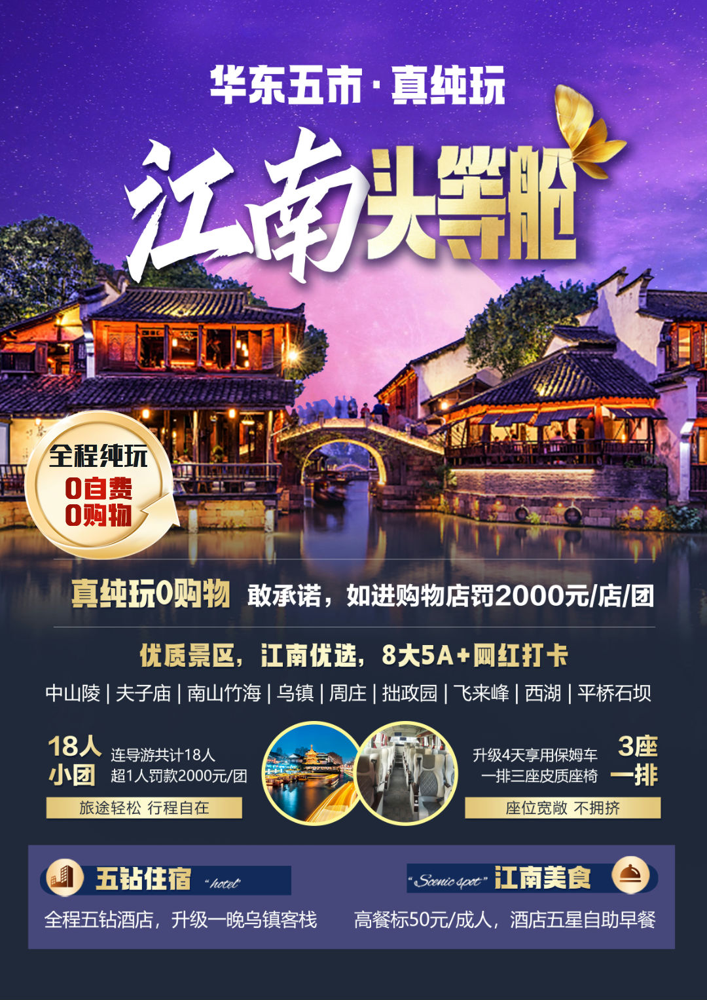 华东五市·真纯玩
江南头等舱
全程纯玩
0自费
0购物
真纯玩0购物 敢承诺，如进购物店罚2000元/店/团
优质景区，江南优选，8大5A+网红打卡
中山陵|夫子庙|南山竹海|乌镇|周庄|拙政园|飞来峰|西湖|平桥石坝
18人
小团
连导游共计18人
超1人罚款2000元/团
旅途轻松 行程自在
升级4天享用保姆车
一排三座皮质座椅
3座
一排
座位宽敞 不拥挤
五钻住宿 “hotel”
全程五钻酒店，升级一晚乌镇客栈
“Scenic spot” 江南美食
高餐标50元/成人，酒店五星自助早餐